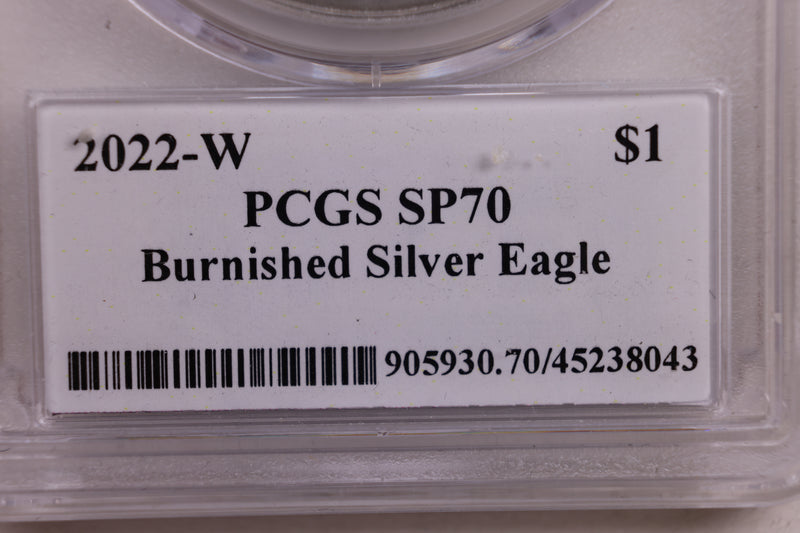 2022-W $1
PCGS SP70
Burnished Silver Eagle
905930.70/45238043